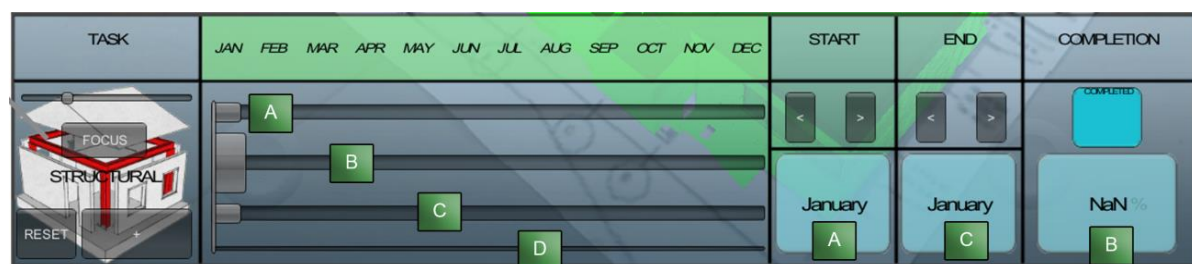 TASK
JAN FEB MAR APR MAY JUN JUL AUG SEP OCT NOV DEC
START
END
COMPLETION
FOCUS
STRUCTURAL
RESET
+
A
B
C
D
< >
January
A
< >
January
C
COMPLETED
NaN %
B